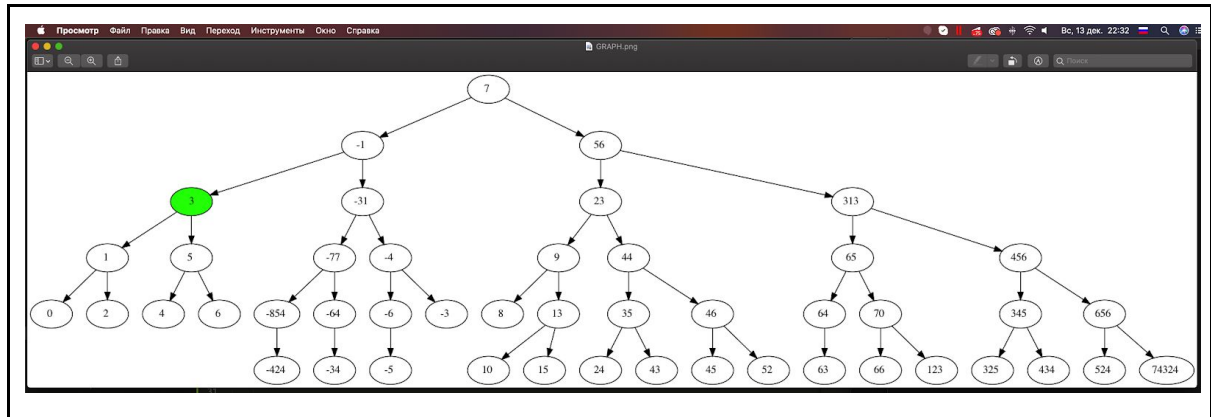 Просмотр Файл Правка Вид Переход Инструменты Окно Справка Вс, 13 дек. 22:32
GRAPH.png
Поиск
7
-1 56
3 -31 23 313
1 5 -77 -4 9 44 65 456
0 2 4 6 -854 -64 -6 -3 8 13 35 46 64 70 345 656
-424 -34 -5 10 15 24 43 45 52 63 66 123 325 434 524 74324